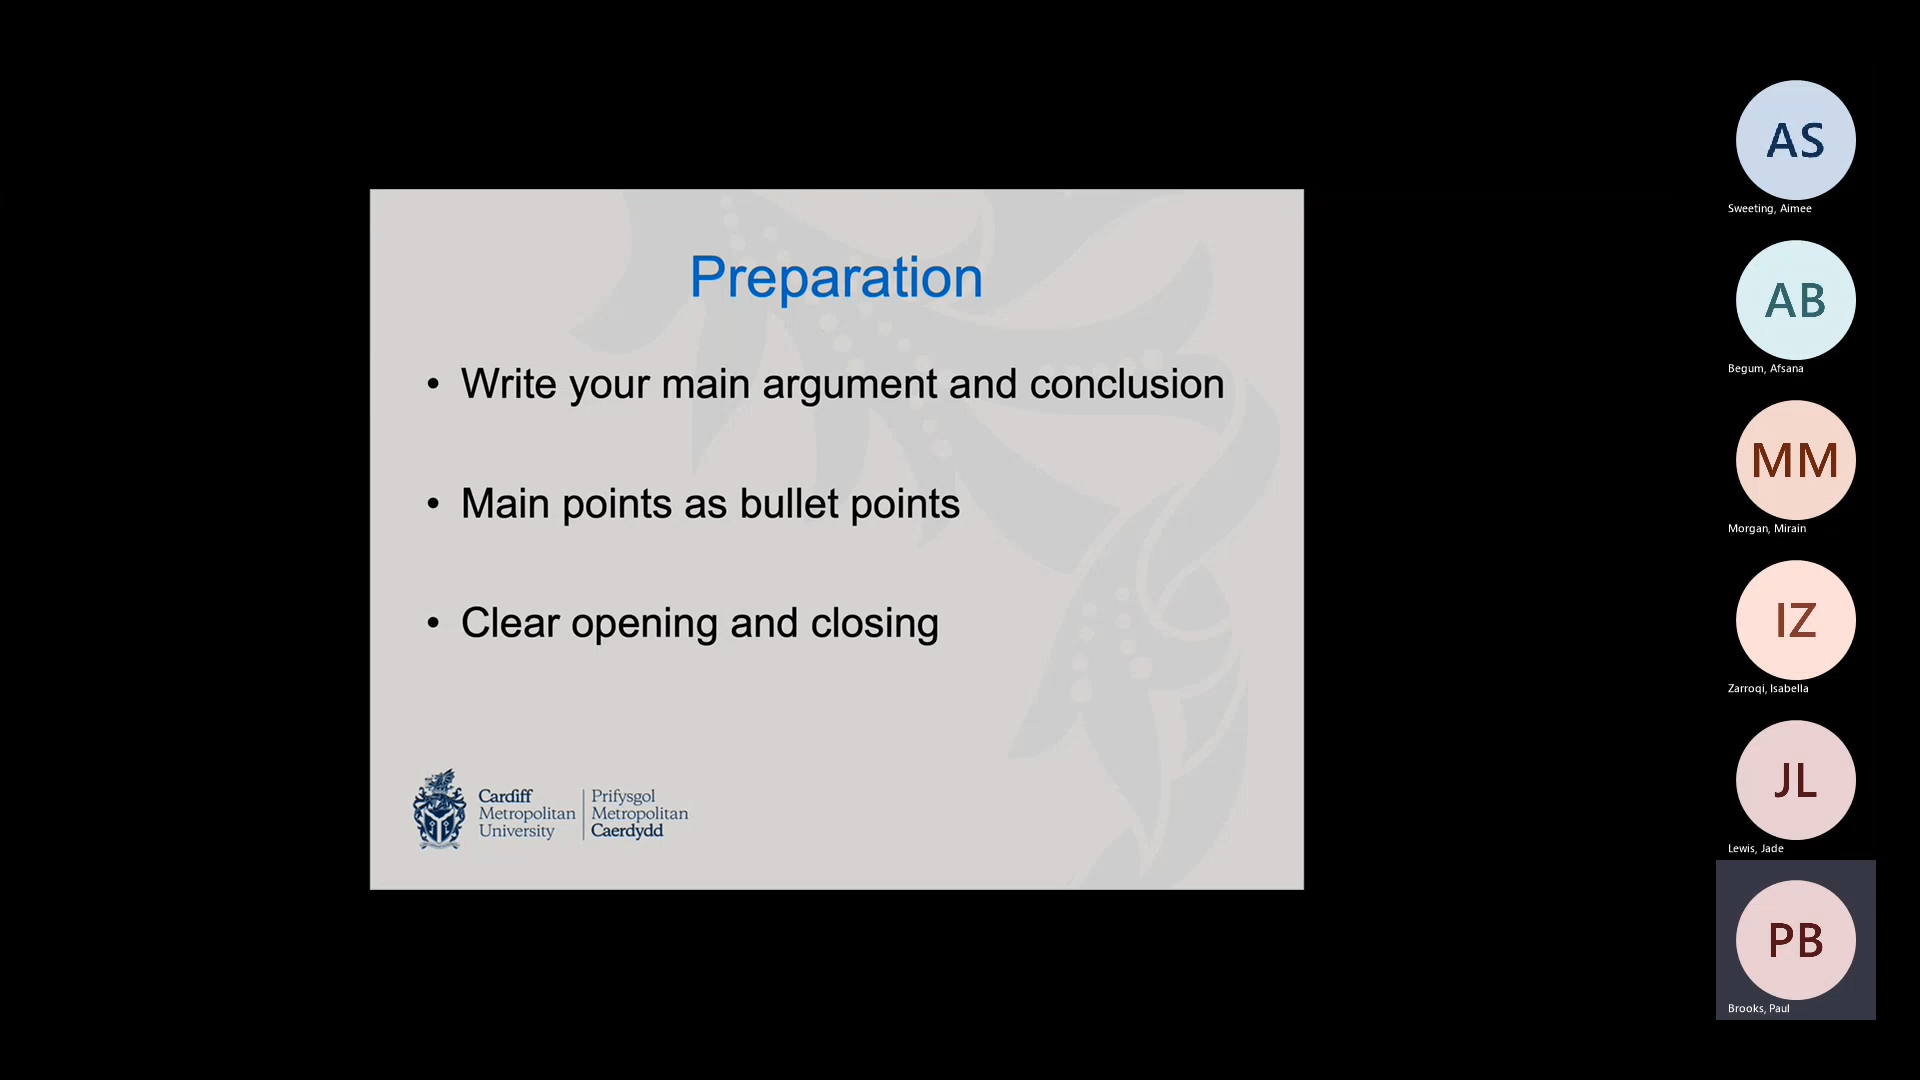 Preparation
• Write your main argument and conclusion
• Main points as bullet points
• Clear opening and closing
Cardiff
Metropolitan
University
Prifysgol
Metropolitan
Caerdydd
AS
Sweeting, Aimee
AB
Begum, Afsana
MM
Morgan, Mirain
IZ
Zarroqi, Isabella
JL
Lewis, Jade
PB
Brooks, Paul